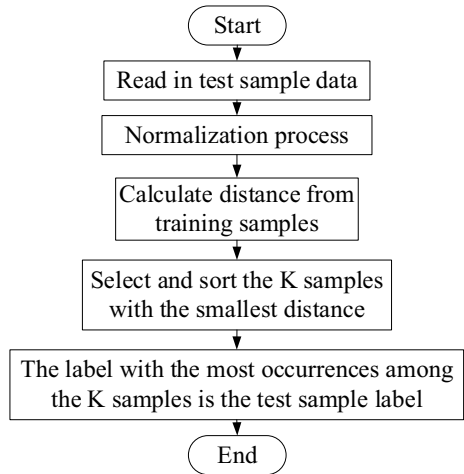 Start
Read in test sample data
Normalization process
Calculate distance from
training samples
Select and sort the K samples
with the smallest distance
The label with the most occurrences among
the K samples is the test sample label
End